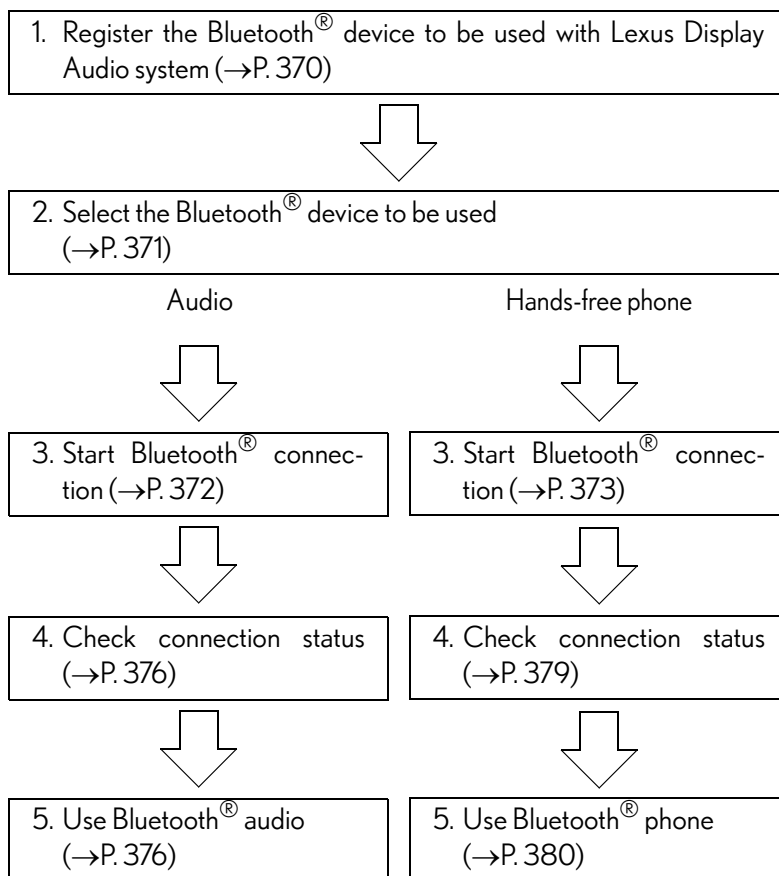 1. Register the Bluetooth® device to be used with Lexus Display
Audio system (→P. 370)
2. Select the Bluetooth® device to be used
(→P. 371)
Audio
Hands-free phone
3. Start Bluetooth® connec-
tion (→P. 372)
3. Start Bluetooth® connec-
tion (→P. 373)
4. Check connection status
(→P. 376)
4. Check connection status
(→P. 379)
5. Use Bluetooth® audio
(→P. 376)
5. Use Bluetooth® phone
(→P. 380)